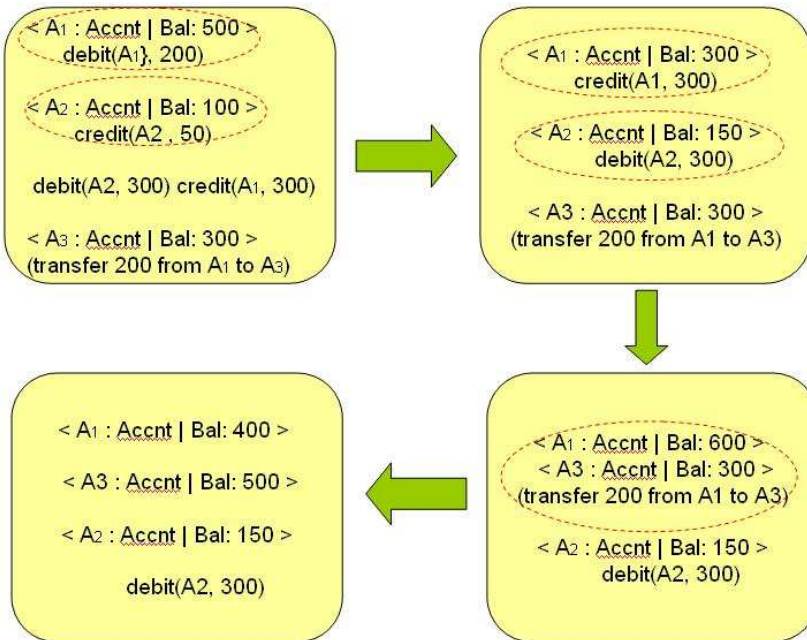 < A1 : Accnt | Bal: 500 >
debit(A1}, 200)
< A2 : Accnt | Bal: 100 >
credit(A2 , 50)
debit(A2, 300) credit(A1, 300)
< A3 : Accnt | Bal: 300 >
(transfer 200 from A1 to A3)
< A1 : Accnt | Bal: 300 >
credit(A1, 300)
< A2 : Accnt | Bal: 150 >
debit(A2, 300)
< A3 : Accnt | Bal: 300 >
(transfer 200 from A1 to A3)
< A1 : Accnt | Bal: 600 >
< A3 : Accnt | Bal: 300 >
(transfer 200 from A1 to A3)
< A2 : Accnt | Bal: 150 >
debit(A2, 300)
< A1 : Accnt | Bal: 400 >
< A3 : Accnt | Bal: 500 >
< A2 : Accnt | Bal: 150 >
debit(A2, 300)